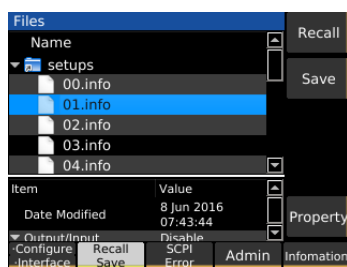 Files
Name
setups
00.info
01.info
02.info
03.info
04.info
Item Value
Date Modified 8 Jun 2016 07:43:44
Output/Input Disable
Recall
Save
Property
·Configure ·Interface
Recall Save
SCPI Error
Admin
Infomation